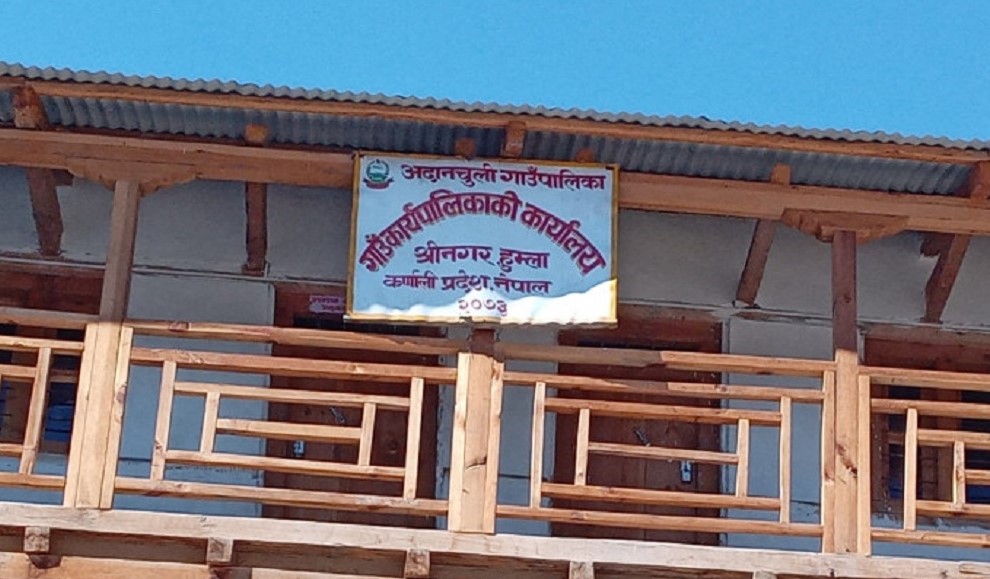 अदानचुली गाउँपालिका
गाउँकार्यपालिकाको कार्यालय
श्रीनगर, हुम्ला
कर्णाली प्रदेश, नेपाल
२०७३